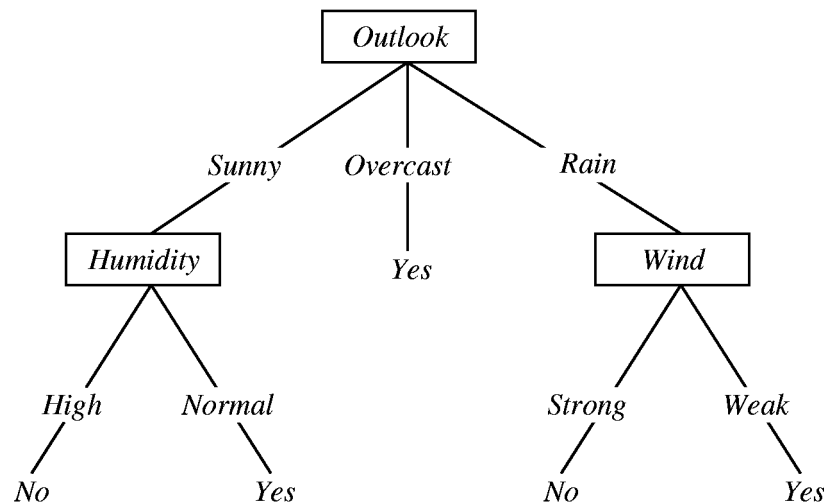 Outlook
Sunny Overcast Rain
Humidity Yes Wind
High Normal Strong Weak
No Yes No Yes